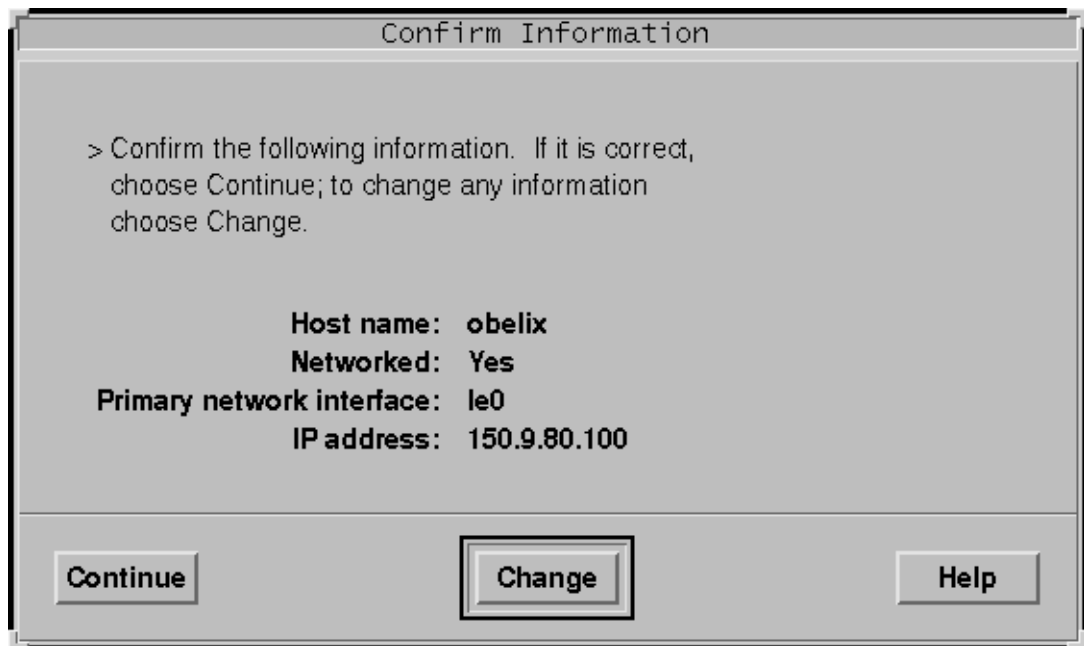 Confirm Information
> Confirm the following information.  If it is correct,
choose Continue; to change any information
choose Change.
Host name: obelix
Networked: Yes
Primary network interface: le0
IP address: 150.9.80.100
Continue Change Help